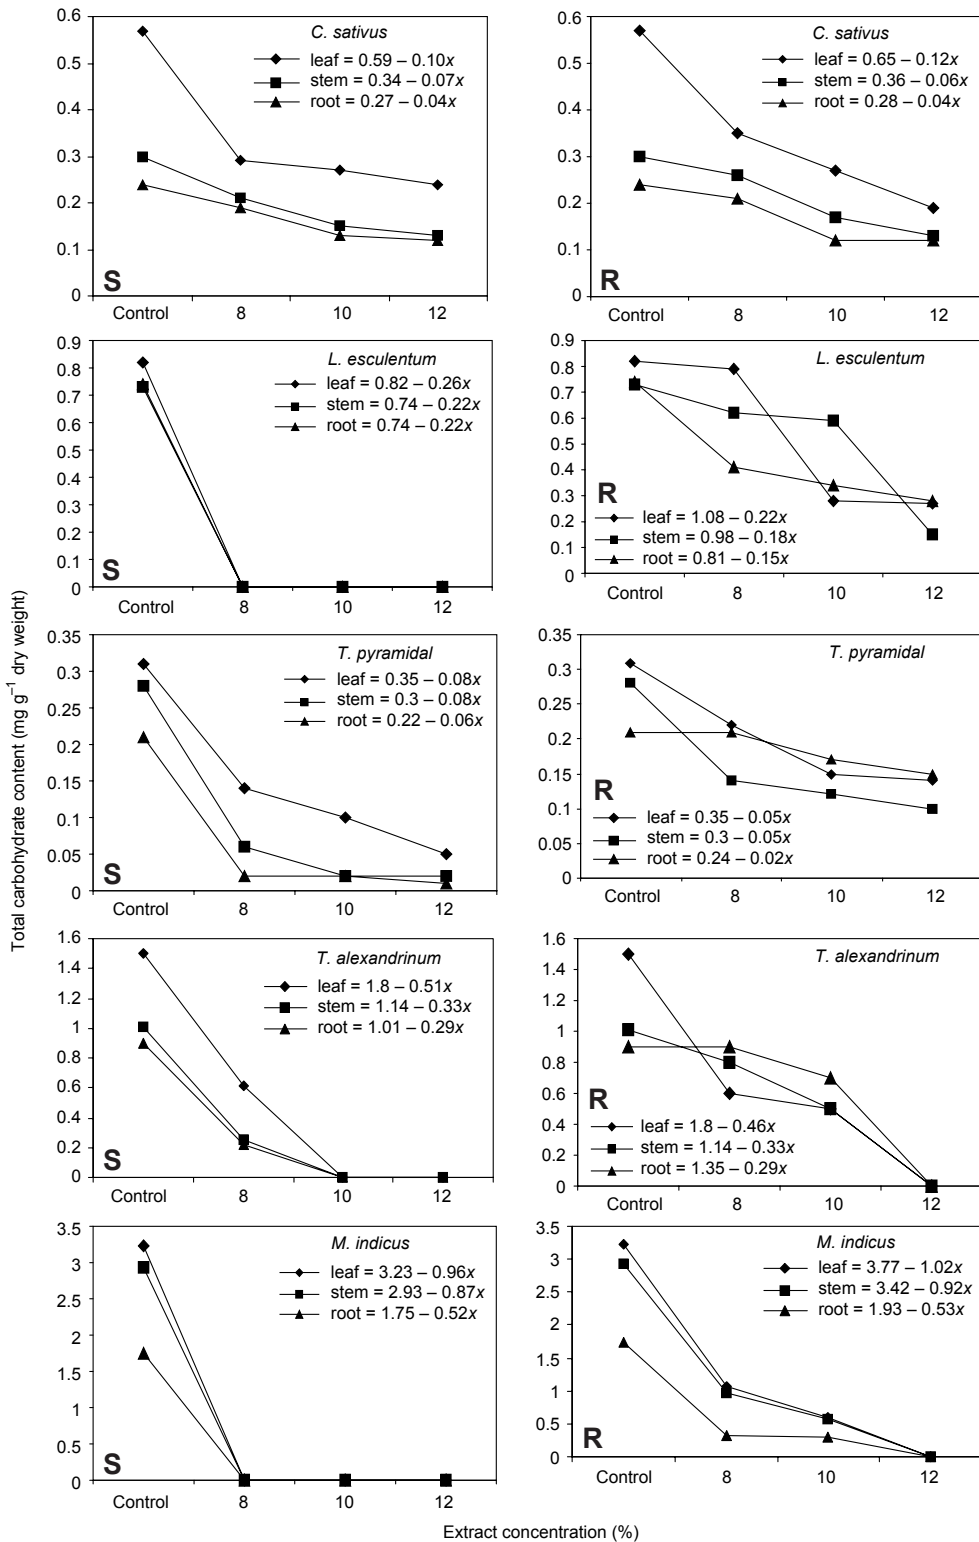 Total carbohydrate content (mg g⁻¹ dry weight)
0.6
0.5
0.4
0.3
0.2
0.1
0
C. sativus
leaf = 0.59 – 0.10x
stem = 0.34 – 0.07x
root = 0.27 – 0.04x
S
Control 8 10 12
0.6
0.5
0.4
0.3
0.2
0.1
0
C. sativus
leaf = 0.65 – 0.12x
stem = 0.36 – 0.06x
root = 0.28 – 0.04x
R
Control 8 10 12
0.9
0.8
0.7
0.6
0.5
0.4
0.3
0.2
0.1
0
L. esculentum
leaf = 0.82 – 0.26x
stem = 0.74 – 0.22x
root = 0.74 – 0.22x
S
Control 8 10 12
0.9
0.8
0.7
0.6
0.5
0.4
0.3
0.2
0.1
0
L. esculentum
R
leaf = 1.08 – 0.22x
stem = 0.98 – 0.18x
root = 0.81 – 0.15x
Control 8 10 12
0.35
0.3
0.25
0.2
0.15
0.1
0.05
0
T. pyramidal
leaf = 0.35 – 0.08x
stem = 0.3 – 0.08x
root = 0.22 – 0.06x
S
Control 8 10 12
0.35
0.3
0.25
0.2
0.15
0.1
0.05
0
T. pyramidal
R
leaf = 0.35 – 0.05x
stem = 0.3 – 0.05x
root = 0.24 – 0.02x
Control 8 10 12
1.6
1.4
1.2
1
0.8
0.6
0.4
0.2
0
T. alexandrinum
leaf = 1.8 – 0.51x
stem = 1.14 – 0.33x
root = 1.01 – 0.29x
S
Control 8 10 12
1.6
1.4
1.2
1
0.8
0.6
0.4
0.2
0
T. alexandrinum
R
leaf = 1.8 – 0.46x
stem = 1.14 – 0.33x
root = 1.35 – 0.29x
Control 8 10 12
3.5
3
2.5
2
1.5
1
0.5
0
M. indicus
leaf = 3.23 – 0.96x
stem = 2.93 – 0.87x
root = 1.75 – 0.52x
S
Control 8 10 12
3.5
3
2.5
2
1.5
1
0.5
0
M. indicus
leaf = 3.77 – 1.02x
stem = 3.42 – 0.92x
root = 1.93 – 0.53x
R
Control 8 10 12
Extract concentration (%)